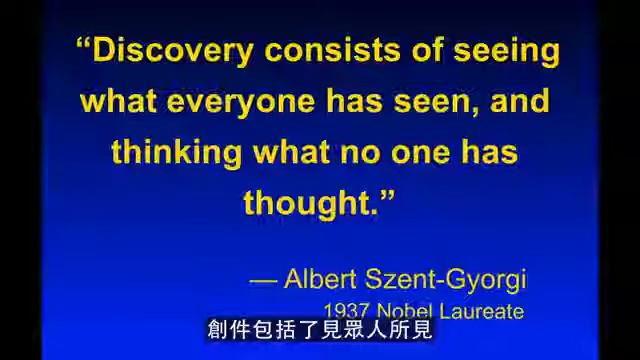 “Discovery consists of seeing
what everyone has seen, and
thinking what no one has
thought.”
— Albert Szent-Gyorgi
1937 Nobel Laureate
創件包括了見眾人所見